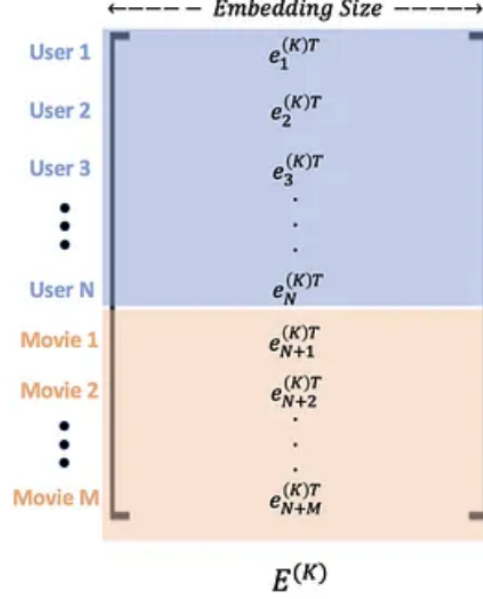 Embedding Size
User 1 e_1^{(K)T}
User 2 e_2^{(K)T}
User 3 e_3^{(K)T}
User N e_N^{(K)T}
Movie 1 e_{N+1}^{(K)T}
Movie 2 e_{N+2}^{(K)T}
Movie M e_{N+M}^{(K)T}
E^{(K)}